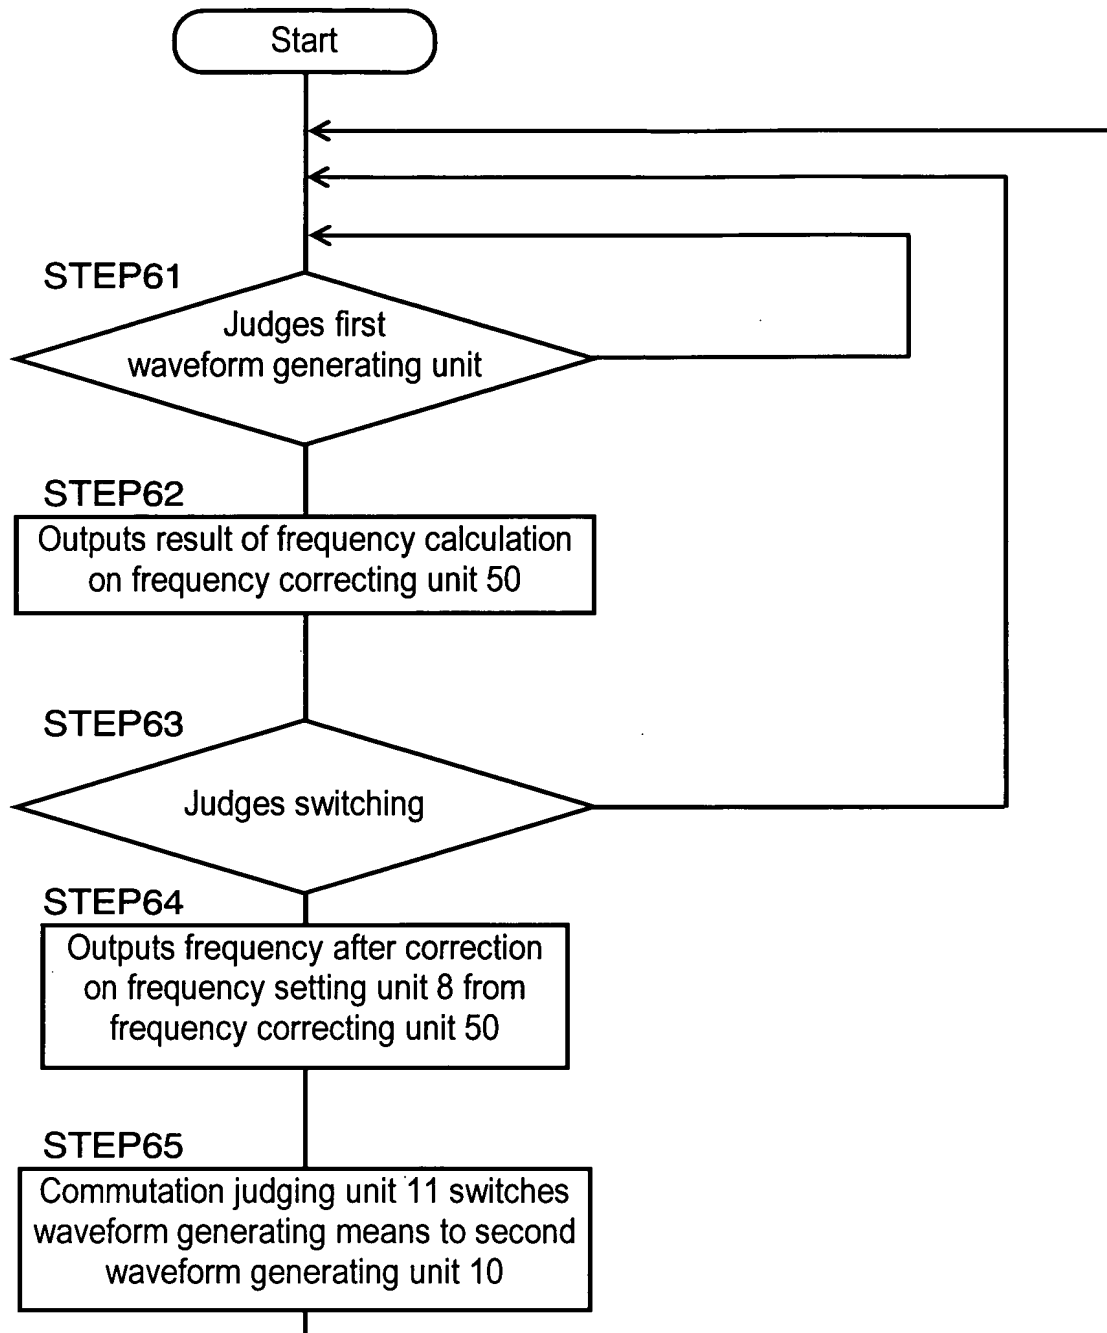 Start
STEP61
Judges first
waveform generating unit
STEP62
Outputs result of frequency calculation
on frequency correcting unit 50
STEP63
Judges switching
STEP64
Outputs frequency after correction
on frequency setting unit 8 from
frequency correcting unit 50
STEP65
Commutation judging unit 11 switches
waveform generating means to second
waveform generating unit 10